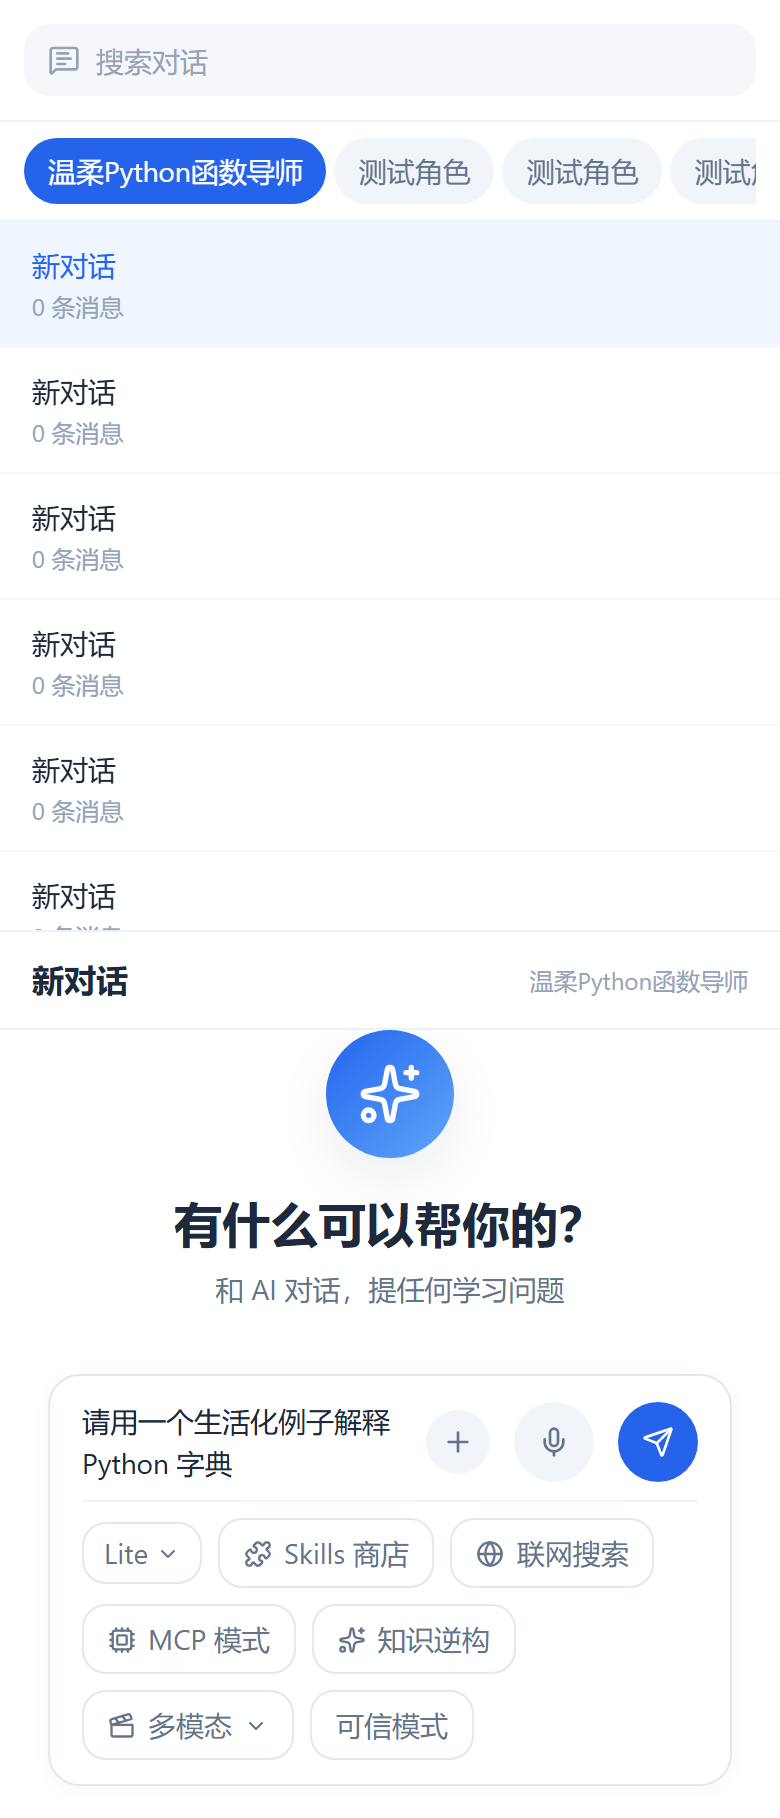 搜索对话
温柔Python函数导师 测试角色 测试角色 测试
新对话
0 条消息
新对话
0 条消息
新对话
0 条消息
新对话
0 条消息
新对话
0 条消息
新对话
新对话 温柔Python函数导师
有什么可以帮你的？
和 AI 对话，提任何学习问题
请用一个生活化例子解释
Python 字典
Lite Skills 商店 联网搜索
MCP 模式 知识逆构
多模态 可信模式